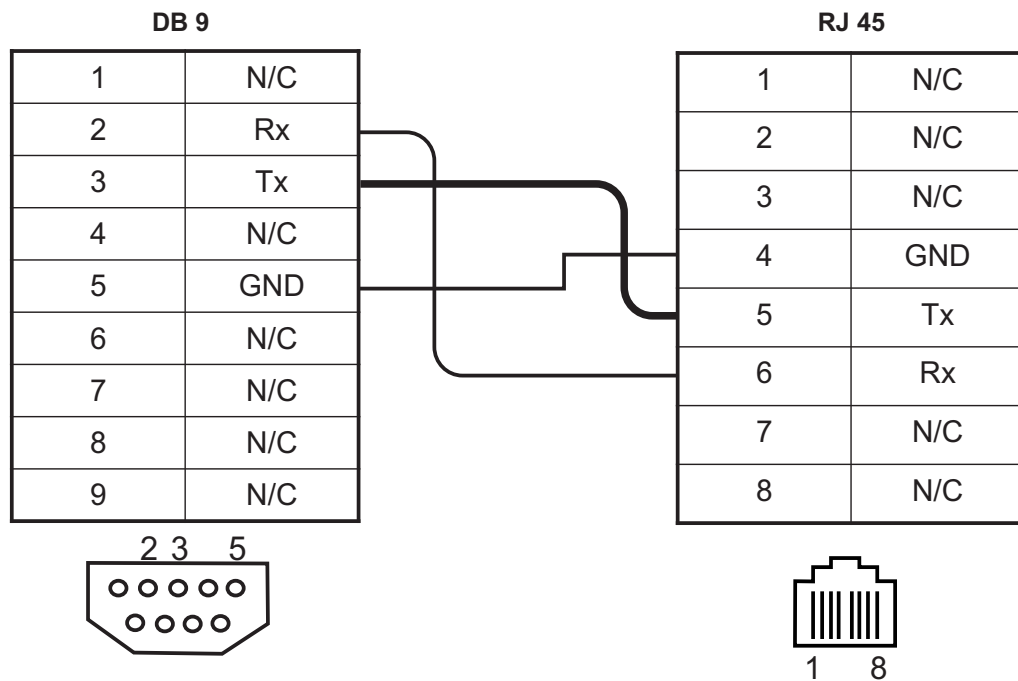 DB 9
1 N/C
2 Rx
3 Tx
4 N/C
5 GND
6 N/C
7 N/C
8 N/C
9 N/C
2 3 5
RJ 45
1 N/C
2 N/C
3 N/C
4 GND
5 Tx
6 Rx
7 N/C
8 N/C
1 8